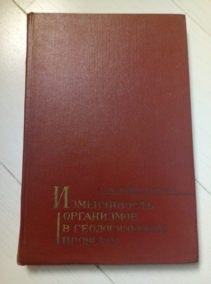 ИЗМЕНЧИВОСТЬ
ОРГАНИЗМОВ
В ГЕОЛОГИЧЕСКОМ
ПРОШЛОМ